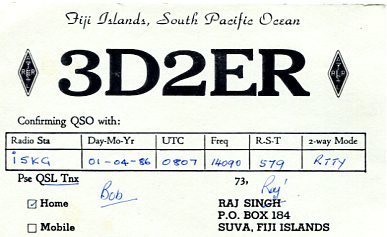 Fiji Islands, South Pacific Ocean
3D2ER
Confirming QSO with:
Radio Sta Day-Mo-Yr UTC Freq R-S-T 2-way Mode
i5KG 01-04-86 0807 14090 579 RTTY
Pse QSL Tnx 73,
Bob Raj
Home RAJ SINGH
P.O. BOX 184
Mobile SUVA, FIJI ISLANDS